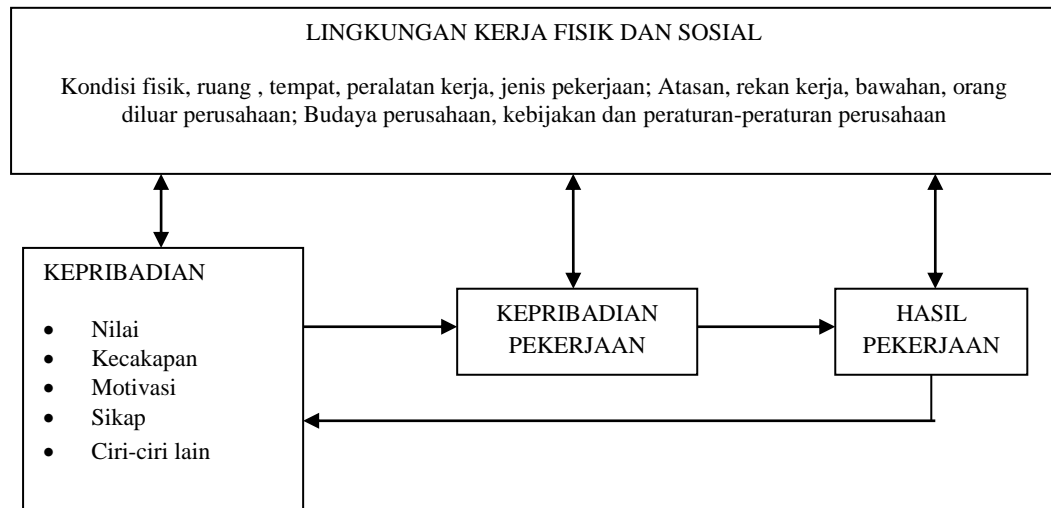 LINGKUNGAN KERJA FISIK DAN SOSIAL
Kondisi fisik, ruang , tempat, peralatan kerja, jenis pekerjaan; Atasan, rekan kerja, bawahan, orang
diluar perusahaan; Budaya perusahaan, kebijakan dan peraturan-peraturan perusahaan
KEPRIBADIAN
• Nilai
• Kecakapan
• Motivasi
• Sikap
• Ciri-ciri lain
KEPRIBADIAN
PEKERJAAN
HASIL
PEKERJAAN